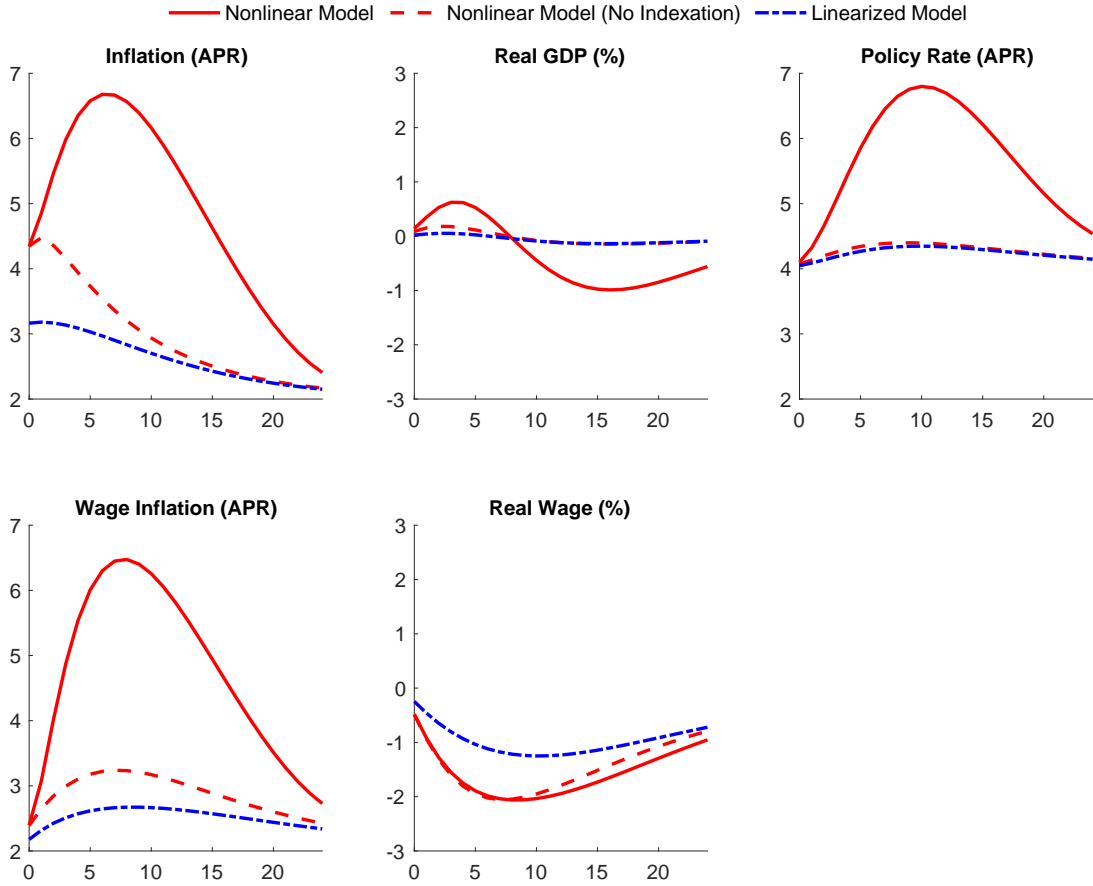 Nonlinear Model Nonlinear Model (No Indexation) Linearized Model
Inflation (APR) Real GDP (%) Policy Rate (APR)
7 3 7
6 2 6
1
5 0 5
-1
4 4
3 -2 3
2 -3 2
0 5 10 15 20 0 5 10 15 20 0 5 10 15 20
Wage Inflation (APR) Real Wage (%)
7 3
6 2
1
5 0
4 -1
3 -2
2 -3
0 5 10 15 20 0 5 10 15 20